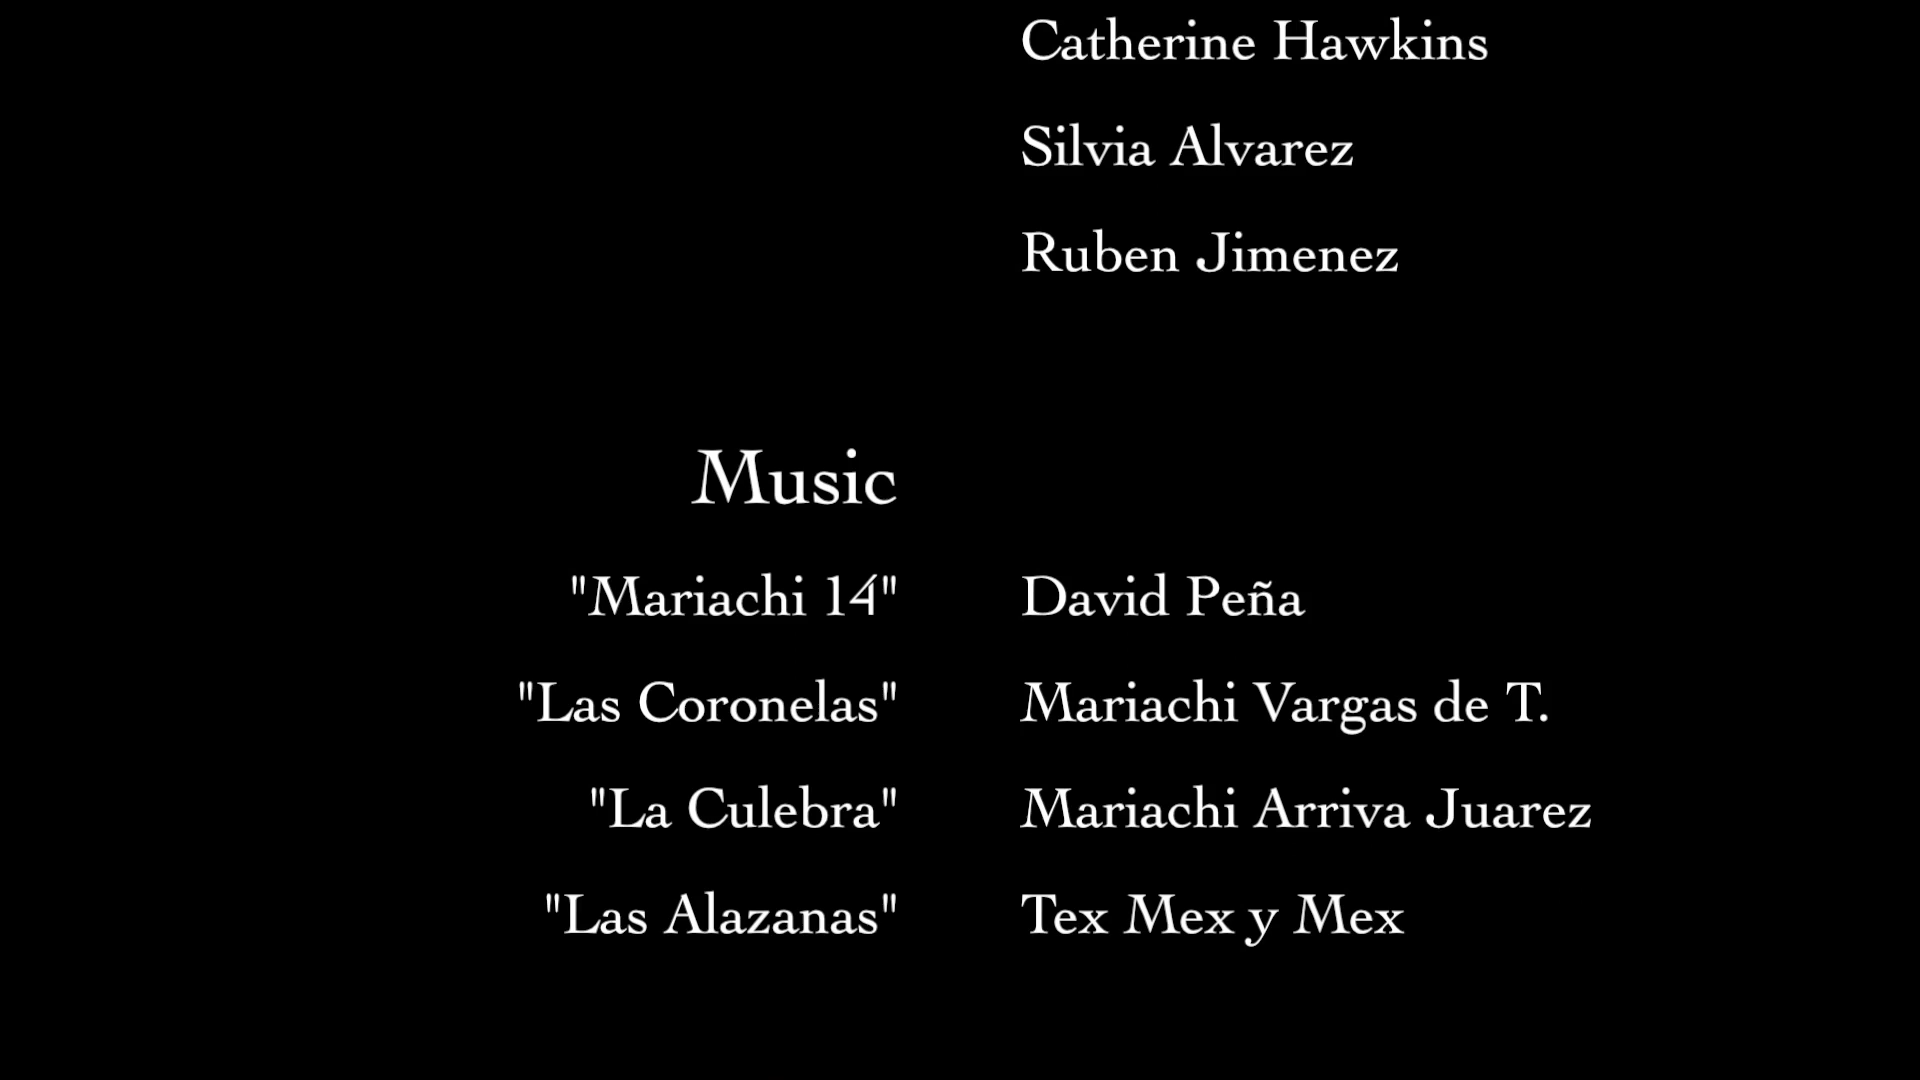 Catherine Hawkins
Silvia Alvarez
Ruben Jimenez
Music
"Mariachi 14" David Peña
"Las Coronelas" Mariachi Vargas de T.
"La Culebra" Mariachi Arriva Juarez
"Las Alazanas" Tex Mex y Mex